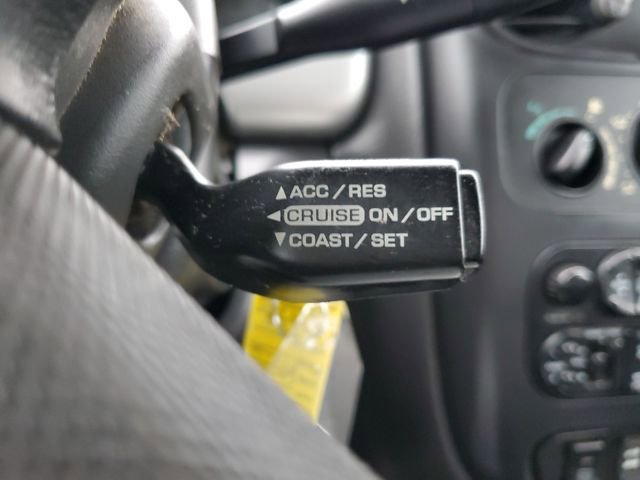 ▲ACC/RES
◀CRUISE ON/OFF
▼COAST/SET